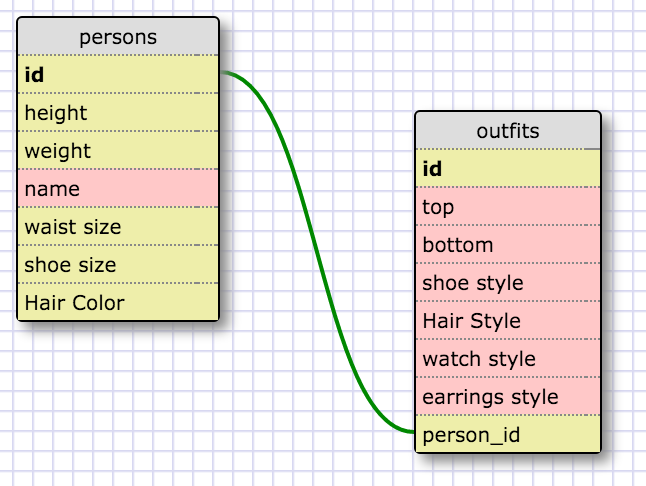 persons
id
height
weight
name
waist size
shoe size
Hair Color
outfits
id
top
bottom
shoe style
Hair Style
watch style
earrings style
person_id